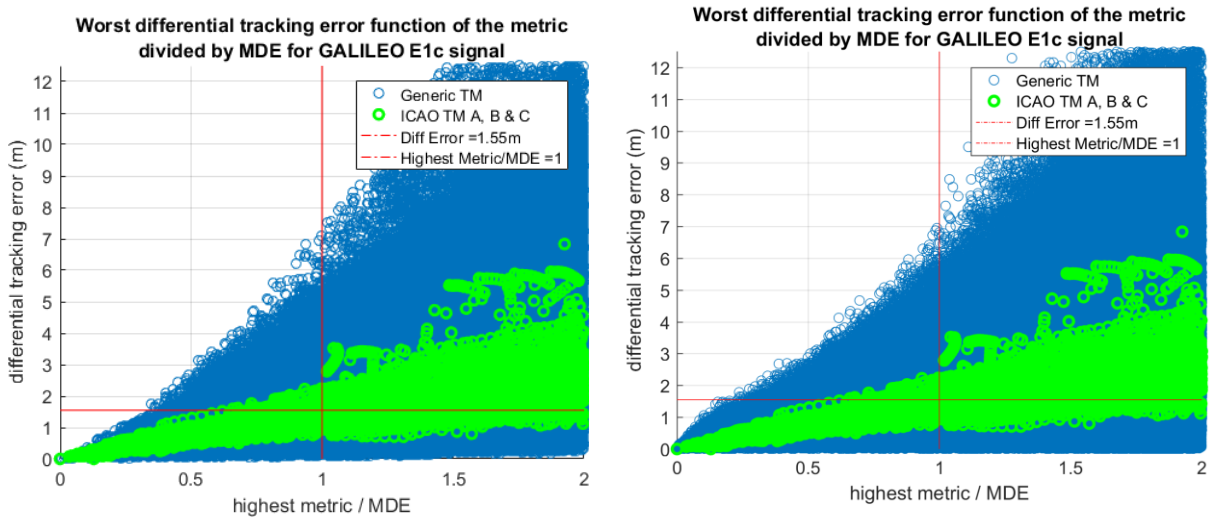 Worst differential tracking error function of the metric
divided by MDE for GALILEO E1c signal
differential tracking error (m)
12
11
10
9
8
7
6
5
4
3
2
1
0
Generic TM
ICAO TM A, B & C
Diff Error =1.55m
Highest Metric/MDE =1
0
0.5
1
1.5
2
highest metric / MDE
Worst differential tracking error function of the metric
divided by MDE for GALILEO E1c signal
differential tracking error (m)
12
11
10
9
8
7
6
5
4
3
2
1
0
Generic TM
ICAO TM A, B & C
Diff Error =1.55m
Highest Metric/MDE =1
0
0.5
1
1.5
2
highest metric / MDE